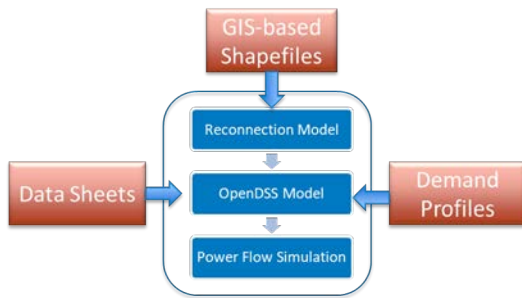 GIS-based
Shapefiles
Reconnection Model
Data Sheets
OpenDSS Model
Demand
Profiles
Power Flow Simulation